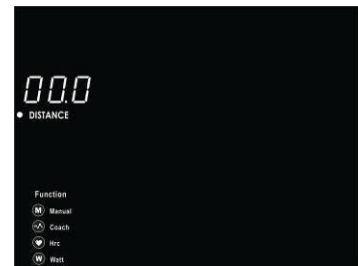 00.0
DISTANCE
Function
M Manual
Coach
Hrc
W Watt